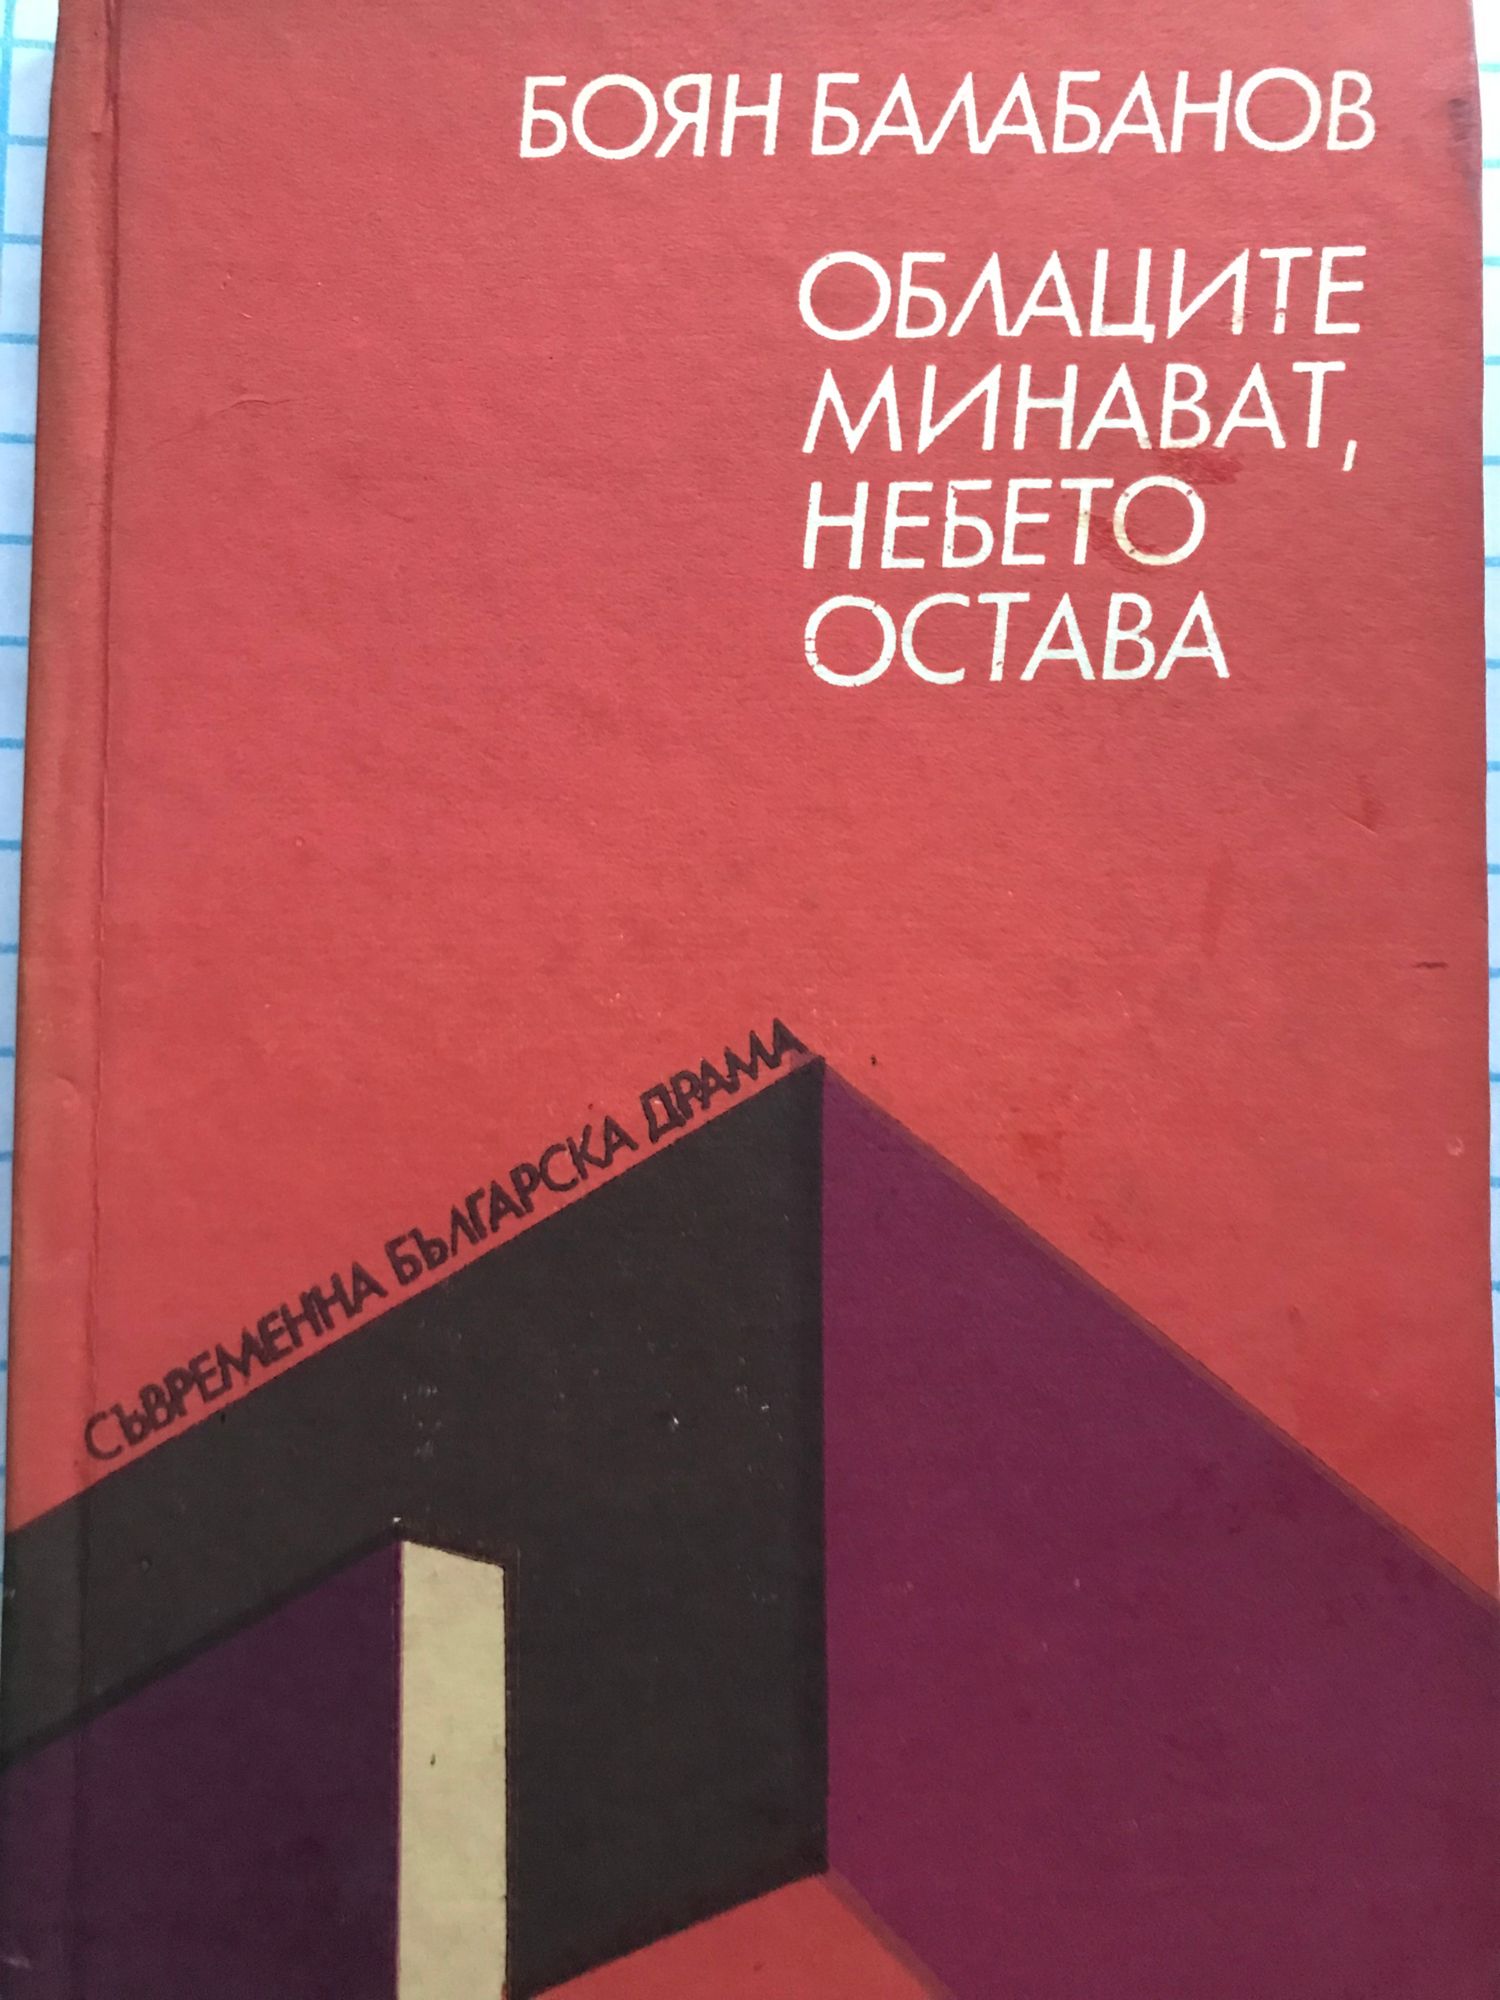 БОЯН БАЛАБАНОВ
ОБЛАЦИТЕ
МИНАВАТ,
НЕБЕТО
ОСТАВА
СЪВРЕМЕННА БЪЛГАРСКА ДРАМА